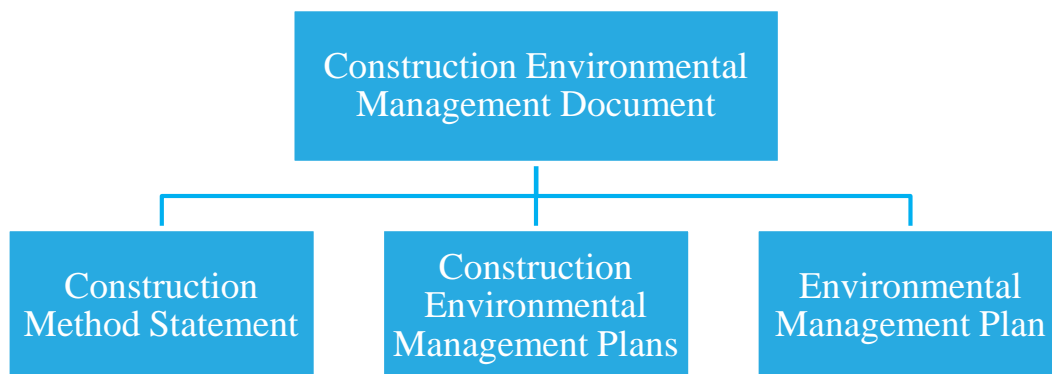 Construction Environmental
Management Document
Construction
Method Statement
Construction
Environmental
Management Plans
Environmental
Management Plan